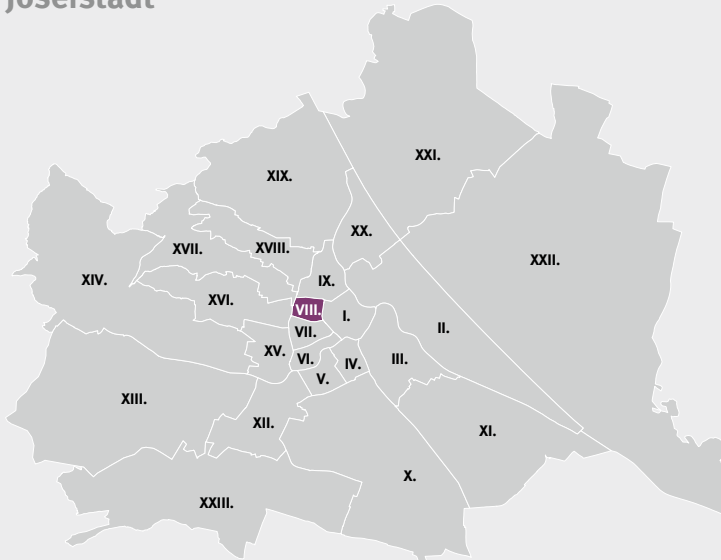 Josefstadt
XXI.
XIX.
XX.
XVII.
XVIII.
XXII.
XIV.
IX.
XVI.
VIII.
I.
II.
VII.
XV.
VI.
IV.
III.
V.
XIII.
XII.
XI.
X.
XXIII.